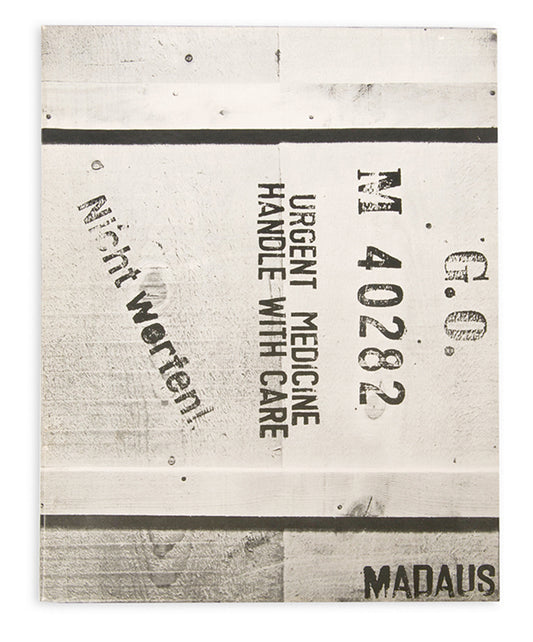 G.O.
M 40282
URGENT MEDICINE
HANDLE WITH CARE
Nicht werfen!
MADAUS